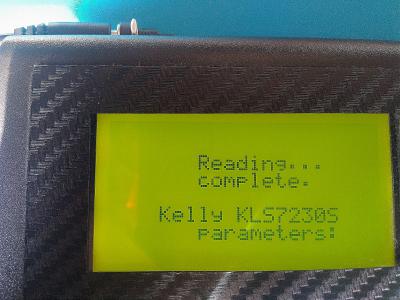 Reading...
complete.
Kelly KLS7230S
parameters: